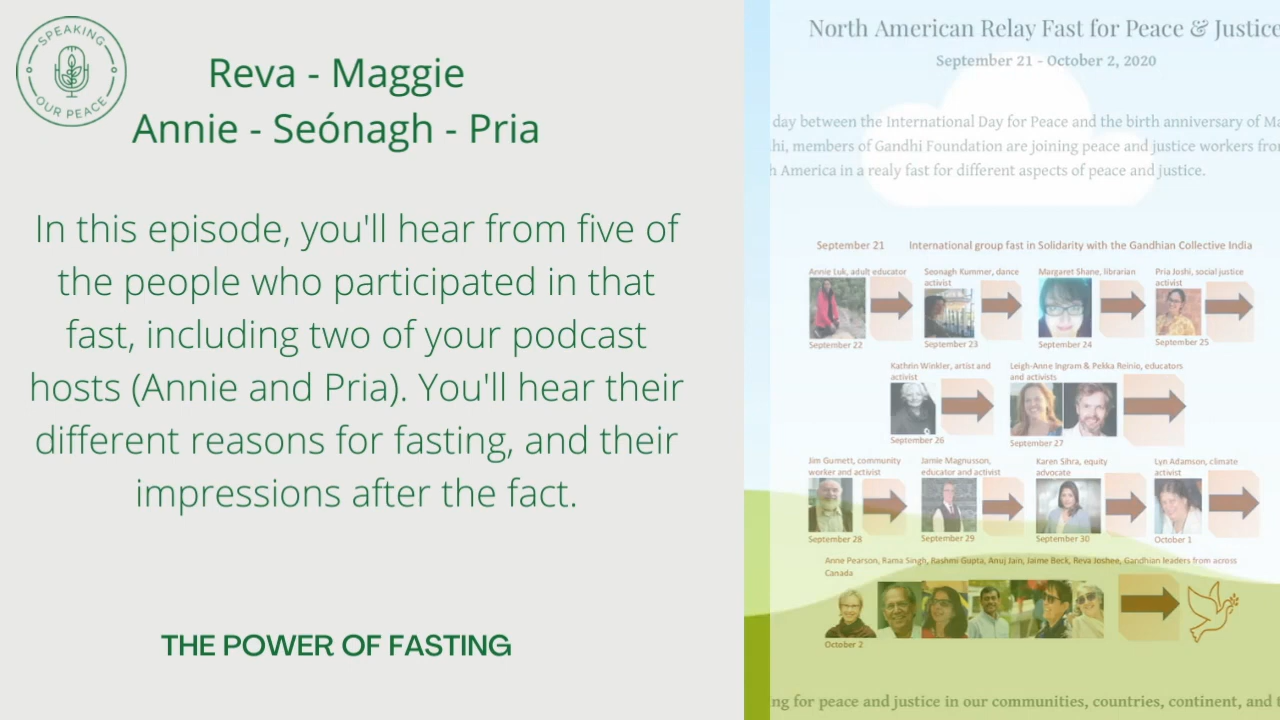 SPEAKING
OUR PEACE
Reva - Maggie
Annie - Seónagh - Pria
In this episode, you'll hear from five of
the people who participated in that
fast, including two of your podcast
hosts (Annie and Pria). You'll hear their
different reasons for fasting, and their
impressions after the fact.
THE POWER OF FASTING
North American Relay Fast for Peace & Justice
September 21 - October 2, 2020
day between the International Day for Peace and the birth anniversary of Ma
hi, members of Gandhi Foundation are joining peace and justice workers from
h America in a realy fast for different aspects of peace and justice.
September 21 International group fast in Solidarity with the Gandhian Collective India
Annie Luk, adult educator
September 22
Seonagh Kummer, dance
activist
September 23
Margaret Shane, librarian
September 24
Pria Joshi, social justice
activist
September 25
Kathrin Winkler, artist and
activist
September 26
Leigh-Anne Ingram & Pekka Reinio, educators
and activists
September 27
Jim Gurnett, community
worker and activist
September 28
Jamie Magnusson,
educator and activist
September 29
Karen Sihra, equity
advocate
September 30
Lyn Adamson, climate
activist
October 1
Anne Pearson, Rama Singh, Rashmi Gupta, Anuj Jain, Jaime Beck, Reva Joshee, Gandhian leaders from across
Canada
October 2
ng for peace and justice in our communities, countries, continent, and t